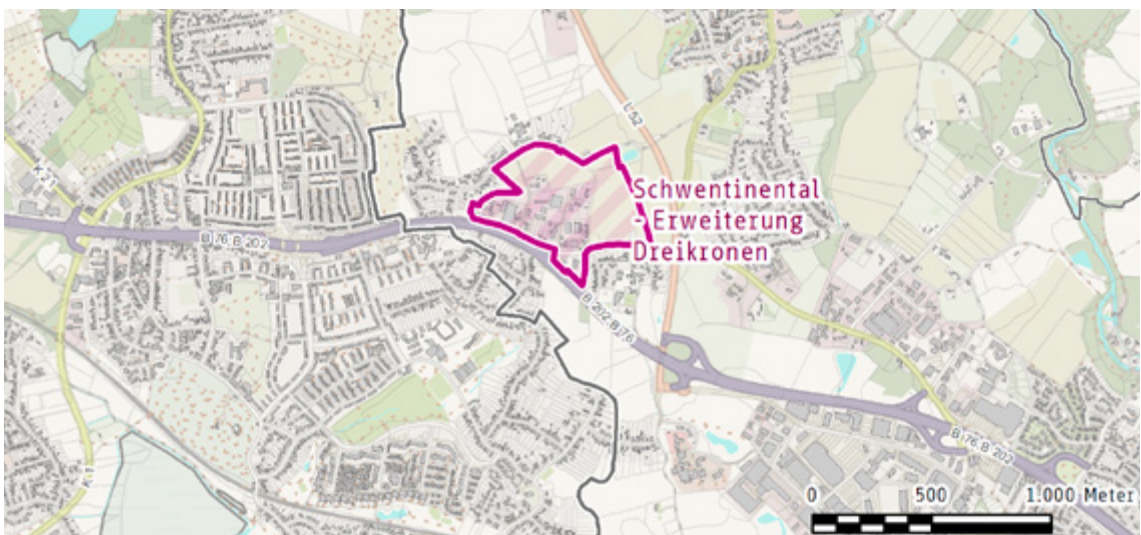 L 52
K 21
Schwentinental
- Erweiterung
Dreikronen
B 76 B 202
B 202 B 76
B 76 B 202
K 1
0 500 1.000 Meter